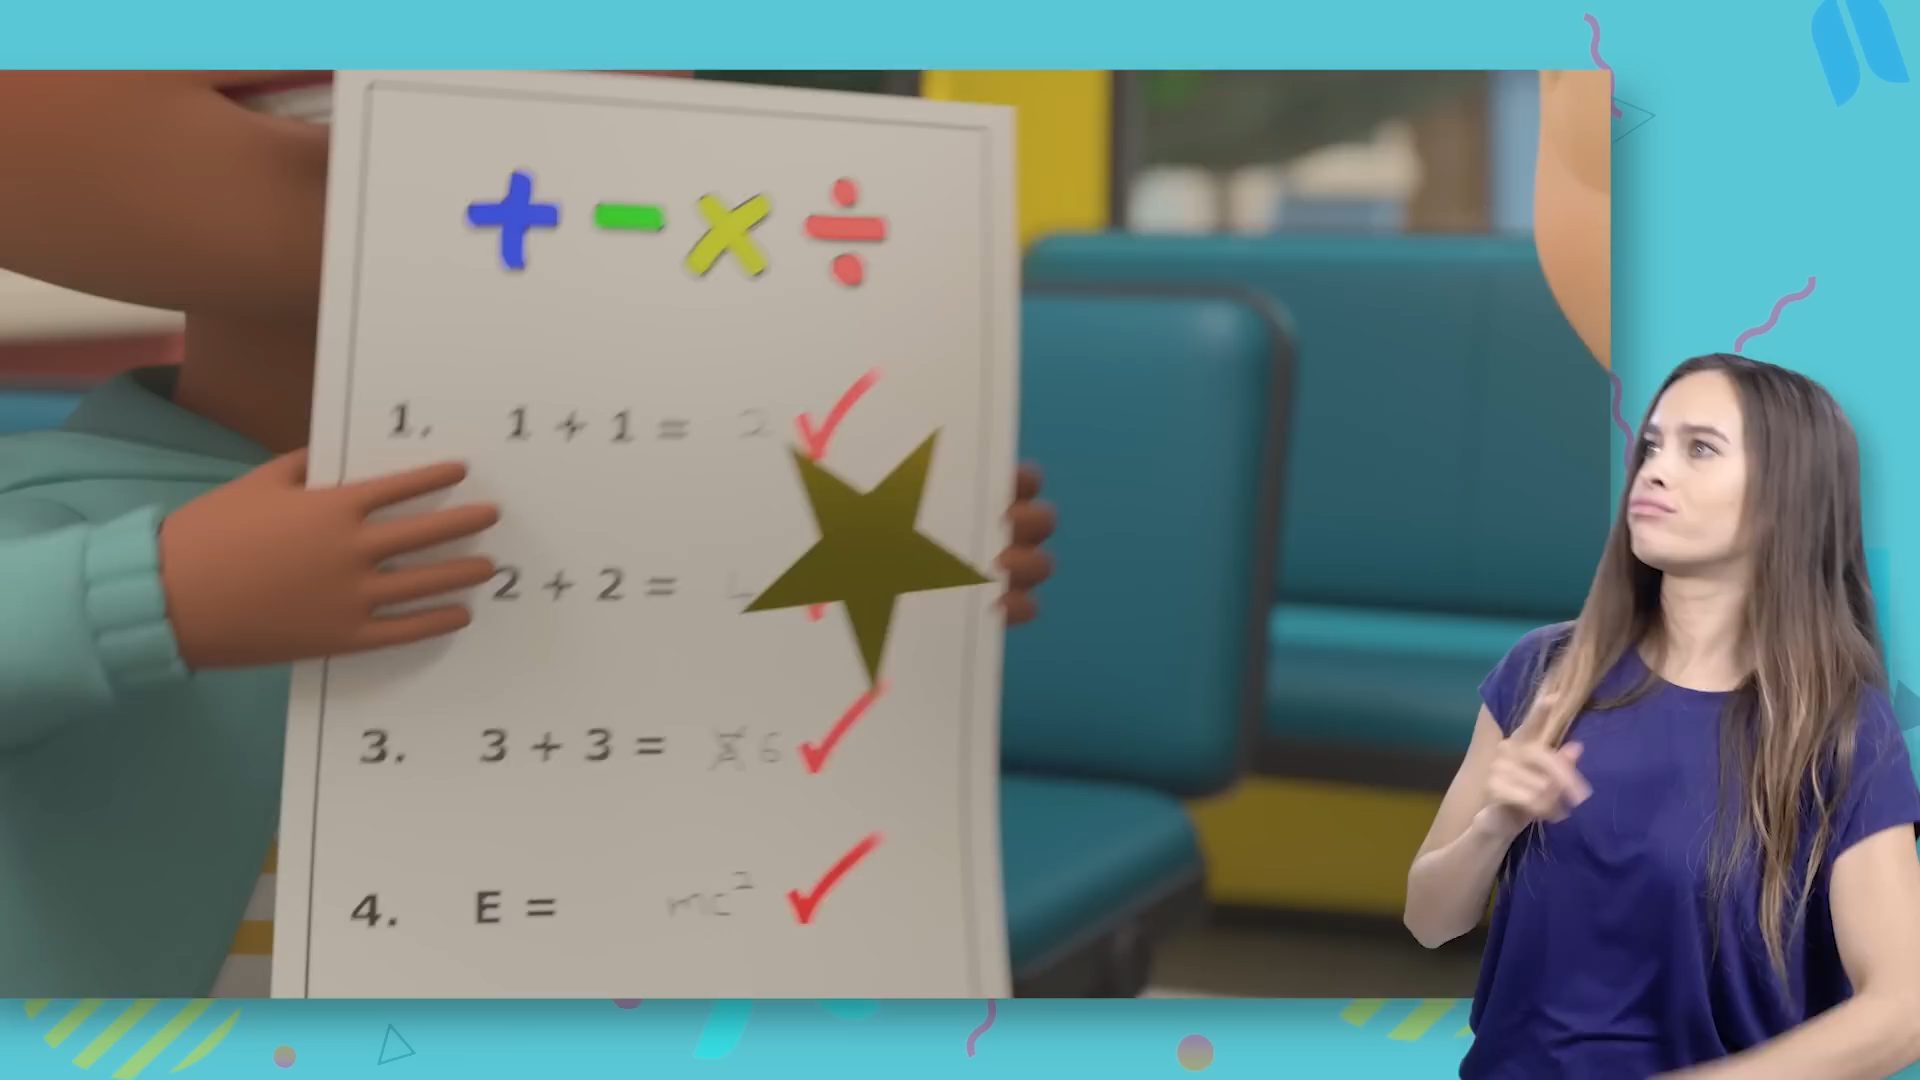 + - × ÷
1. 1 + 1 = 2
2 + 2 =
3. 3 + 3 = 6
4. E = mc²